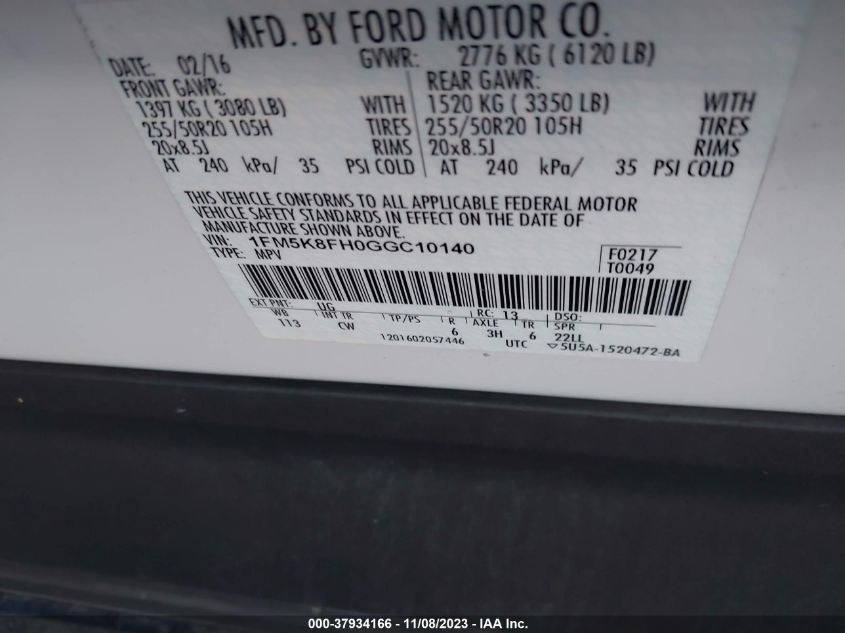 MFD. BY FORD MOTOR CO.
DATE: 02/16 GVWR: 2776 KG ( 6120 LB)
FRONT GAWR: REAR GAWR:
1397 KG ( 3080 LB) WITH 1520 KG ( 3350 LB) WITH
255/50R20 105H TIRES 255/50R20 105H TIRES
20x8.5J RIMS 20x8.5J RIMS
AT 240 kPa/ 35 PSI COLD AT 240 kPa/ 35 PSI COLD
THIS VEHICLE CONFORMS TO ALL APPLICABLE FEDERAL MOTOR
VEHICLE SAFETY STANDARDS IN EFFECT ON THE DATE OF
MANUFACTURE SHOWN ABOVE.
VIN: 1FM5K8FH0GGC10140 F0217
TYPE: MPV T0049
EXT PNT: UG RC: 13 DSO:
WB INT TR TP/PS R AXLE TR SPR
113 CW 6 3H 6 22LL
1201602057446 UTC ▽5U5A-1520472-BA
000-37934166 - 11/08/2023 - IAA Inc.